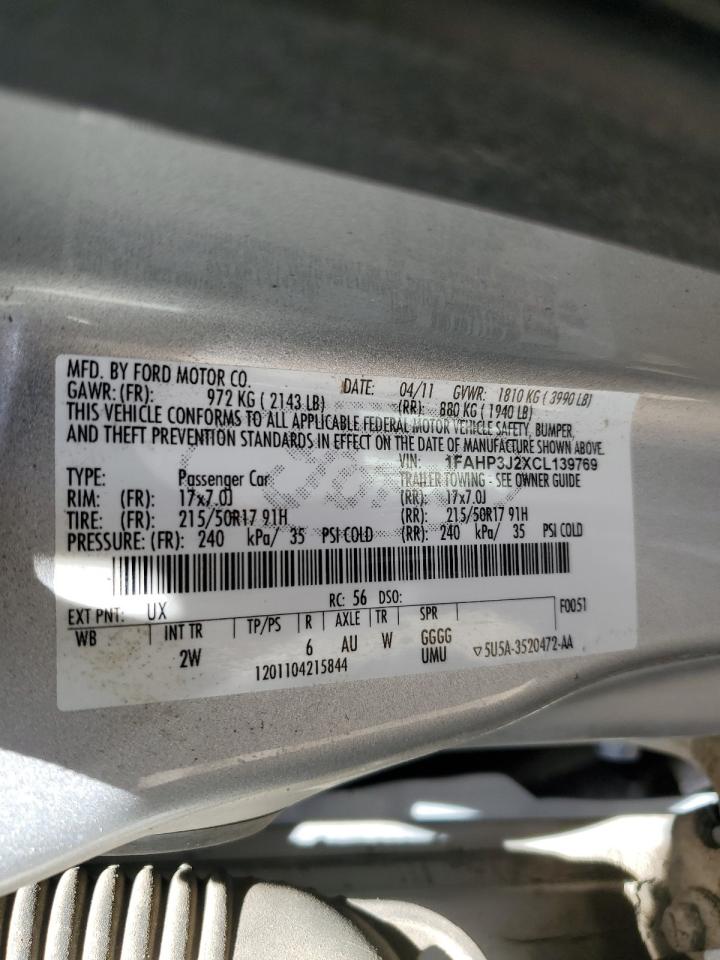 MFD. BY FORD MOTOR CO. DATE: 04/11 GVWR: 1810 KG ( 3990 LB)
GAWR: (FR): 972 KG ( 2143 LB) (RR): 880 KG ( 1940 LB)
THIS VEHICLE CONFORMS TO ALL APPLICABLE FEDERAL MOTOR VEHICLE SAFETY, BUMPER,
AND THEFT PREVENTION STANDARDS IN EFFECT ON THE DATE OF MANUFACTURE SHOWN ABOVE.
VIN: 1FAHP3J2XCL139769
TYPE: Passenger Car TRAILER TOWING - SEE OWNER GUIDE
RIM: (FR): 17x7.0J (RR): 17x7.0J
TIRE: (FR): 215/50R17 91H (RR): 215/50R17 91H
PRESSURE: (FR): 240 kPa/ 35 PSI COLD (RR): 240 kPa/ 35 PSI COLD
EXT PNT: UX RC: 56 DSO: F0051
WB INT TR TP/PS R AXLE TR SPR
2W 6 AU W GGGG
1201104215844 UMU ▽5U5A-3520472-AA